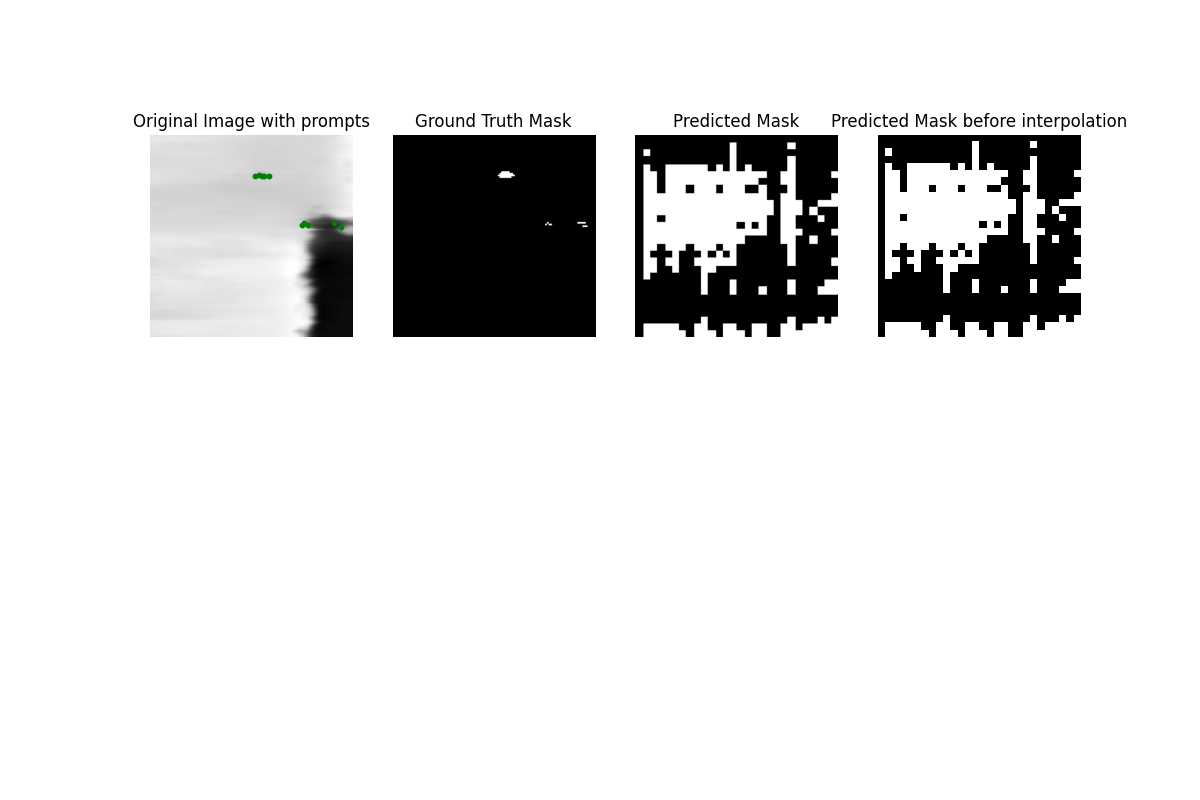 Original Image with prompts
Ground Truth Mask
Predicted Mask
Predicted Mask before interpolation